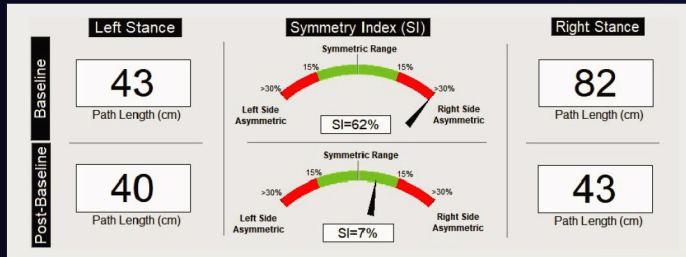 Left Stance
Symmetry Index (SI)
Right Stance
Baseline
43
Path Length (cm)
Symmetric Range
15%
15%
>30%
>30%
Left Side
Asymmetric
Right Side
Asymmetric
SI=62%
82
Path Length (cm)
Post-Baseline
40
Path Length (cm)
Symmetric Range
15%
15%
>30%
>30%
Left Side
Asymmetric
Right Side
Asymmetric
SI=7%
43
Path Length (cm)